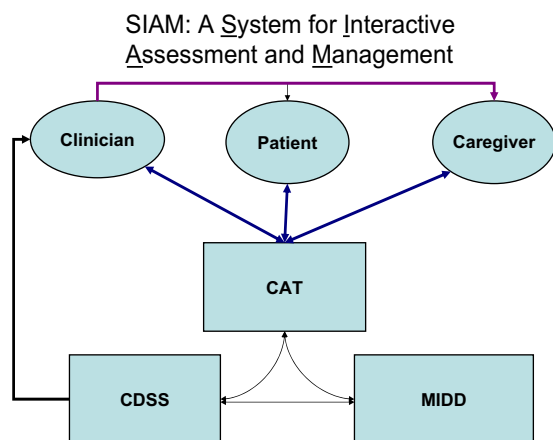 SIAM: A System for Interactive
Assessment and Management
Clinician
Patient
Caregiver
CAT
CDSS
MIDD